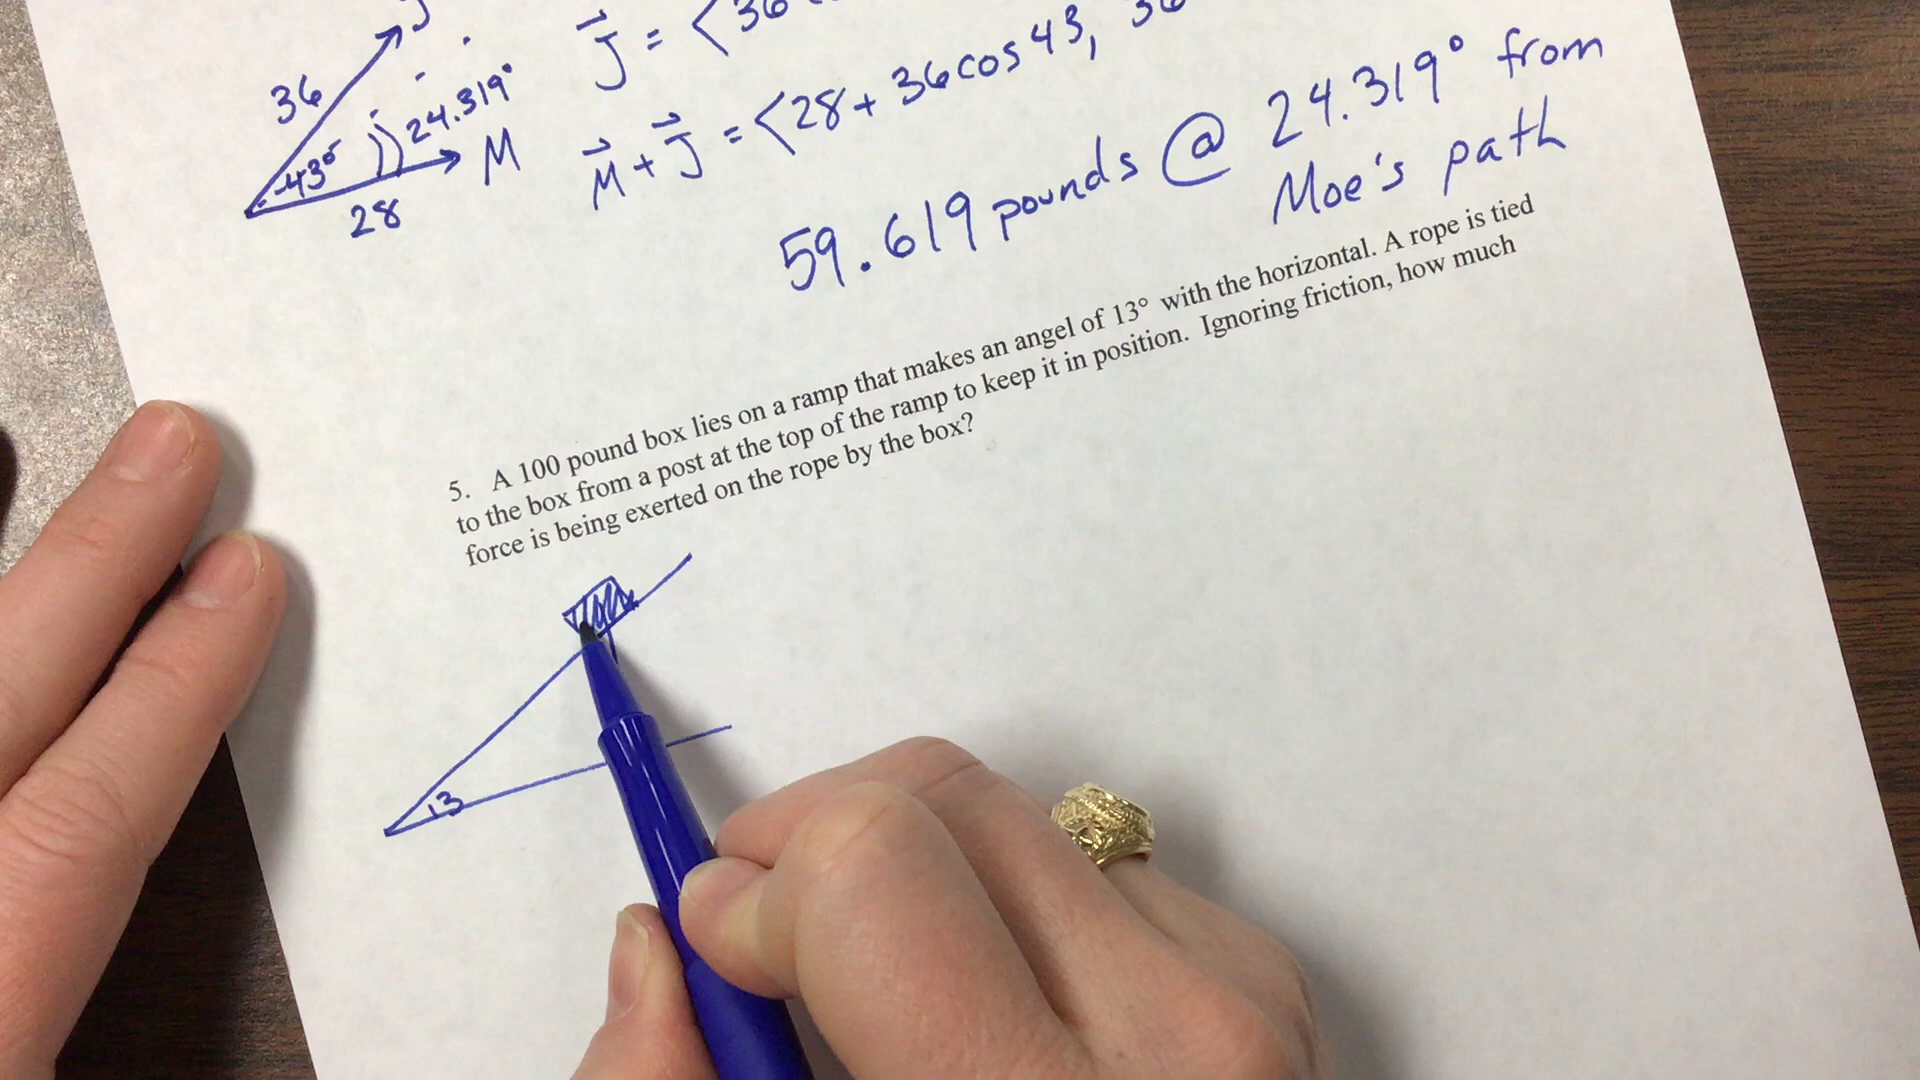 J
36
43°
24.319°
M
28
J = ⟨36
M + J = ⟨28 + 36 cos 43, 36
59.619 pounds @ 24.319° from
Moe's path
5. A 100 pound box lies on a ramp that makes an angel of 13° with the horizontal. A rope is tied
to the box from a post at the top of the ramp to keep it in position. Ignoring friction, how much
force is being exerted on the rope by the box?
13